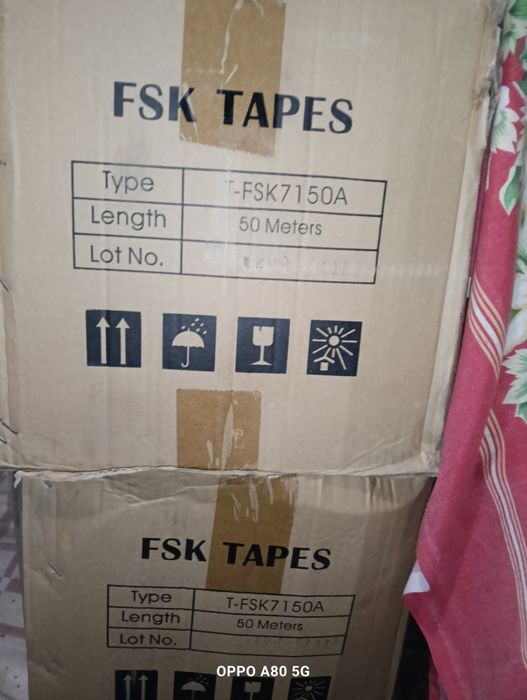 FSK TAPES
Type T-FSK7150A
Length 50 Meters
Lot No.
FSK TAPES
Type T-FSK7150A
Length 50 Meters
Lot No.
OPPO A80 5G